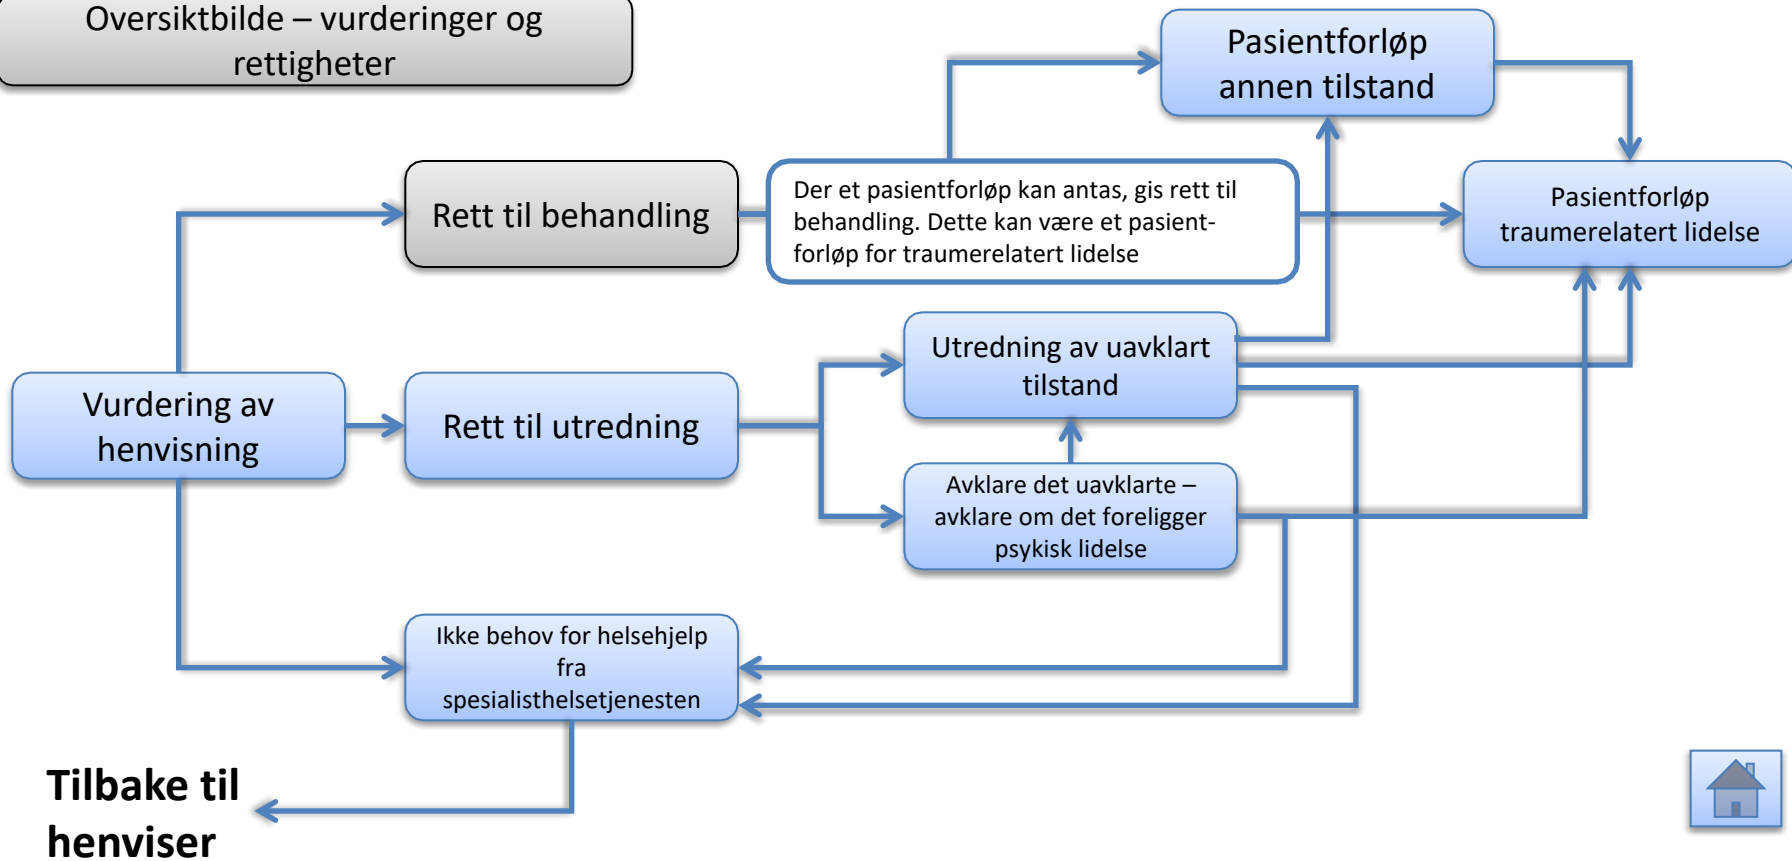 Oversiktbilde – vurderinger og
rettigheter
Pasientforløp
annen tilstand
Rett til behandling
Der et pasientforløp kan antas, gis rett til
behandling. Dette kan være et pasient-
forløp for traumerelatert lidelse
Pasientforløp
traumerelatert lidelse
Utredning av uavklart
tilstand
Vurdering av
henvisning
Rett til utredning
Avklare det uavklarte –
avklare om det foreligger
psykisk lidelse
Ikke behov for helsehjelp
fra
spesialisthelsetjenesten
Tilbake til
henviser